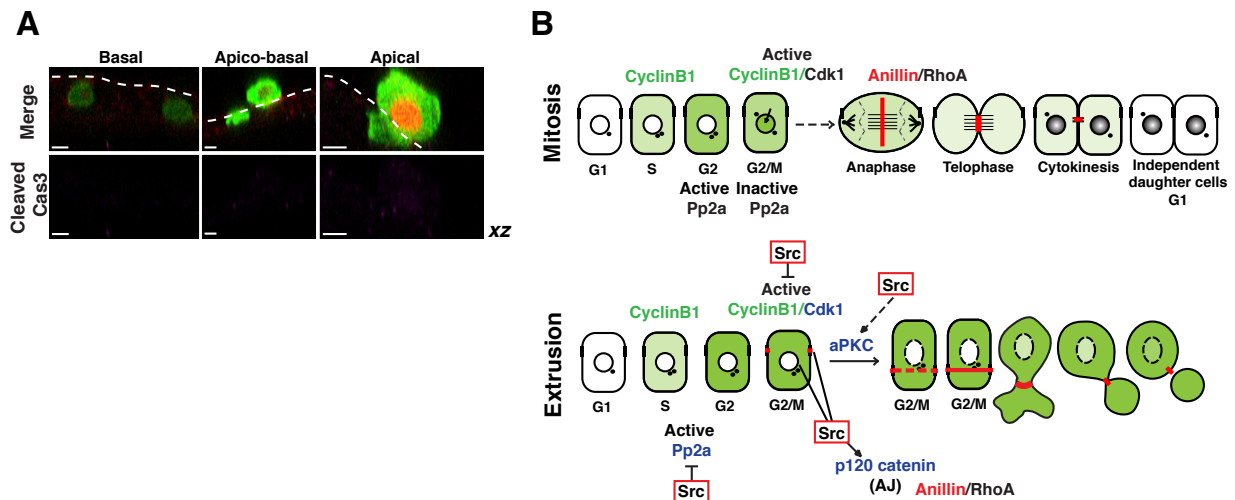 A
Basal
Apico-basal
Apical
Merge
Cleaved
Cas3
xz
B
Mitosis
CyclinB1
Active
CyclinB1/Cdk1
Anillin/RhoA
G1
S
G2
G2/M
Anaphase
Telophase
Cytokinesis
Independent
daughter cells
G1
Active
Pp2a
Inactive
Pp2a
Extrusion
Src
Active
CyclinB1
CyclinB1/Cdk1
Src
aPKC
G1
S
G2
G2/M
G2/M
G2/M
Active
Pp2a
Src
Src
p120 catenin
(AJ)
Anillin/RhoA